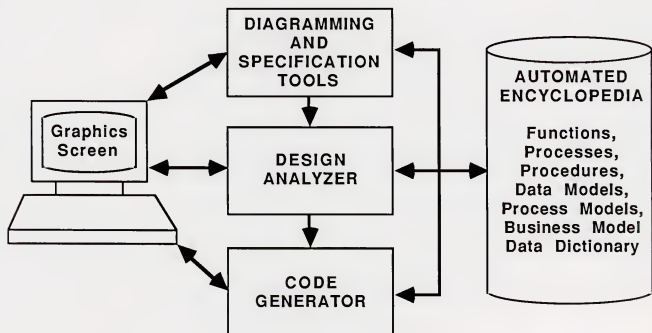 DIAGRAMMING
AND
SPECIFICATION
TOOLS
Graphics
Screen
DESIGN
ANALYZER
CODE
GENERATOR
AUTOMATED
ENCYCLOPEDIA
Functions,
Processes,
Procedures,
Data Models,
Process Models,
Business Model
Data Dictionary